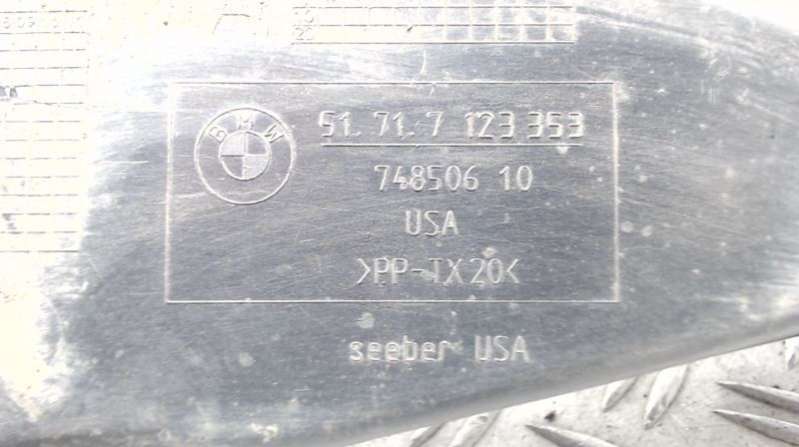 BMW
51. 71. 7 123 353
748506 10
USA
>PP-TX20<
seeber USA